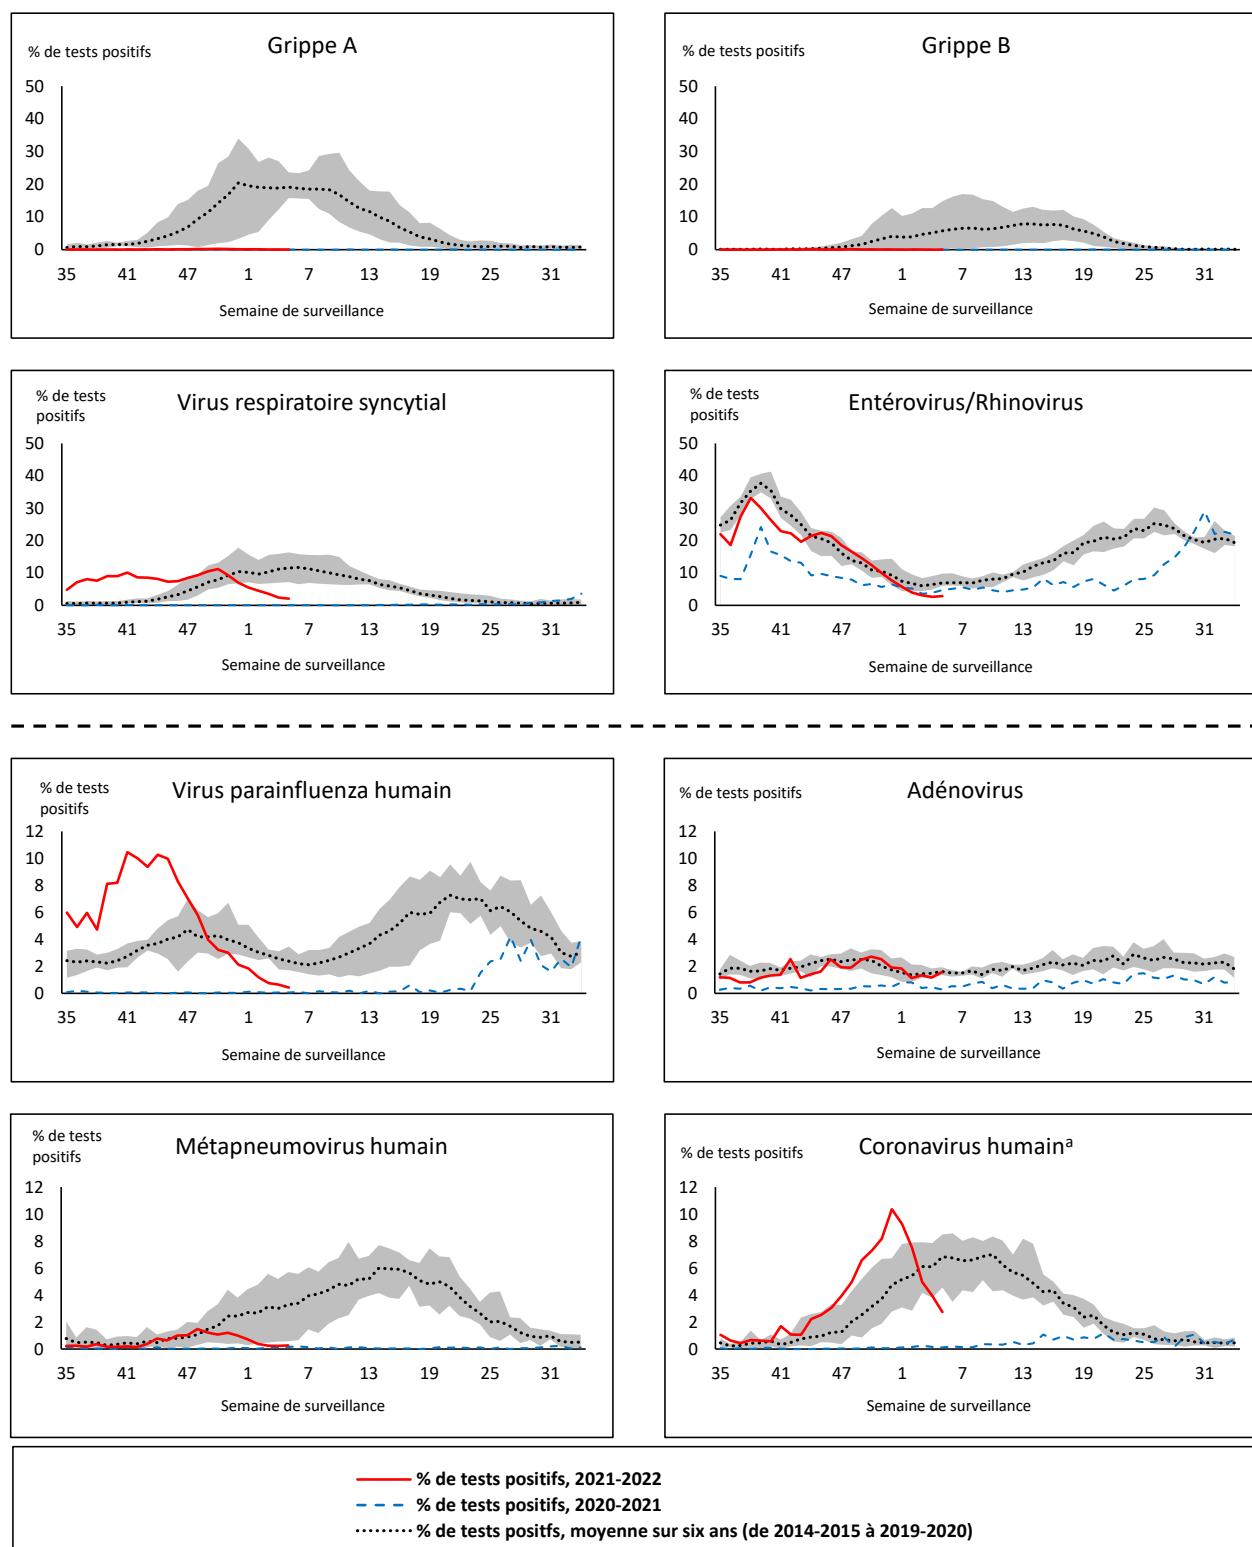 Grippe A
% de tests positifs
50
40
30
20
10
0
35 41 47 1 7 13 19 25 31
Semaine de surveillance
Grippe B
% de tests positifs
50
40
30
20
10
0
35 41 47 1 7 13 19 25 31
Semaine de surveillance
Virus respiratoire syncytial
% de tests
positifs
50
40
30
20
10
0
35 41 47 1 7 13 19 25 31
Semaine de surveillance
Entérovirus/Rhinovirus
% de tests
positifs
50
40
30
20
10
0
35 41 47 1 7 13 19 25 31
Semaine de surveillance
Virus parainfluenza humain
% de tests
positifs
12
10
8
6
4
2
0
35 41 47 1 7 13 19 25 31
Semaine de surveillance
Adénovirus
% de tests positifs
12
10
8
6
4
2
0
35 41 47 1 7 13 19 25 31
Semaine de surveillance
Métapneumovirus humain
% de tests
positifs
12
10
8
6
4
2
0
35 41 47 1 7 13 19 25 31
Semaine de surveillance
Coronavirus humainᵃ
% de tests positifs
12
10
8
6
4
2
0
35 41 47 1 7 13 19 25 31
Semaine de surveillance
% de tests positifs, 2021-2022
% de tests positifs, 2020-2021
% de tests positfs, moyenne sur six ans (de 2014-2015 à 2019-2020)